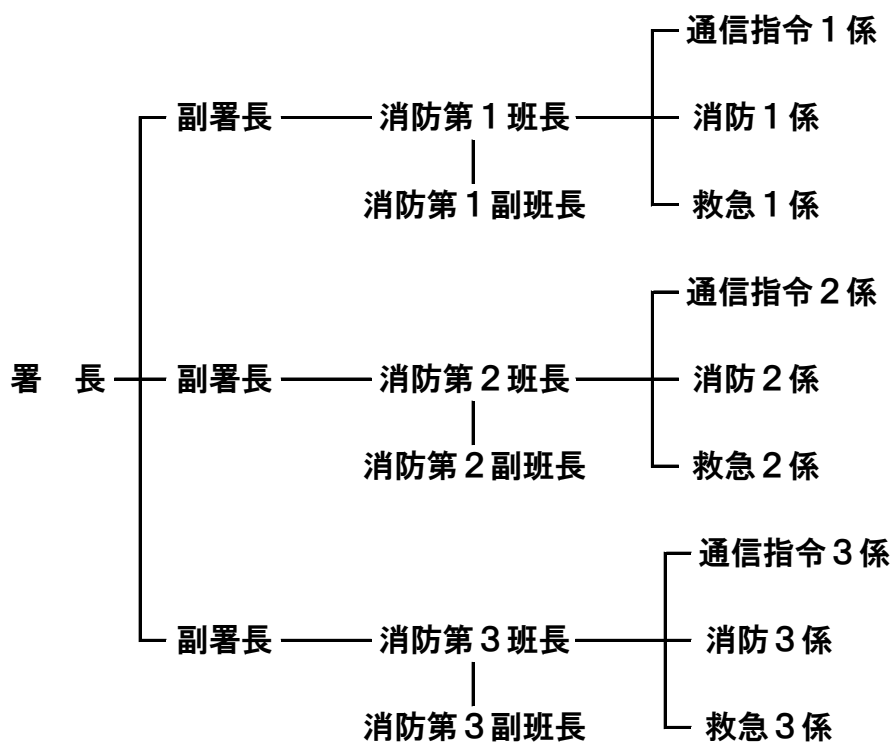 通信指令１係
副署長 消防第１班長 消防１係
消防第１副班長 救急１係
通信指令２係
署　長 副署長 消防第２班長 消防２係
消防第２副班長 救急２係
通信指令３係
副署長 消防第３班長 消防３係
消防第３副班長 救急３係